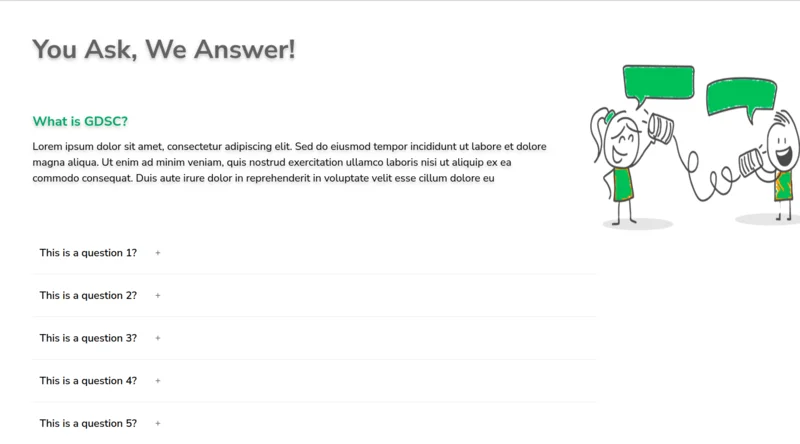 You Ask, We Answer!
What is GDSC?
Lorem ipsum dolor sit amet, consectetur adipiscing elit. Sed do eiusmod tempor incididunt ut labore et dolore
magna aliqua. Ut enim ad minim veniam, quis nostrud exercitation ullamco laboris nisi ut aliquip ex ea
commodo consequat. Duis aute irure dolor in reprehenderit in voluptate velit esse cillum dolore eu
This is a question 1? +
This is a question 2? +
This is a question 3? +
This is a question 4? +
This is a question 5? +